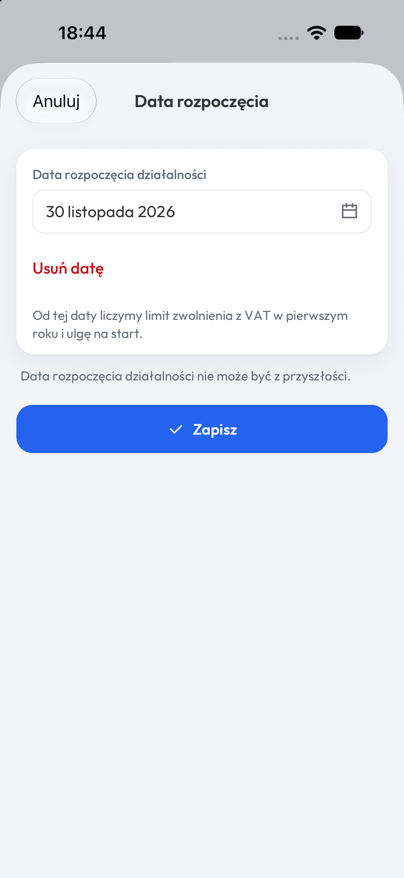 18:44
Anuluj
Data rozpoczęcia
Data rozpoczęcia działalności
30 listopada 2026
Usuń datę
Od tej daty liczymy limit zwolnienia z VAT w pierwszym
roku i ulgę na start.
Data rozpoczęcia działalności nie może być z przyszłości.
Zapisz